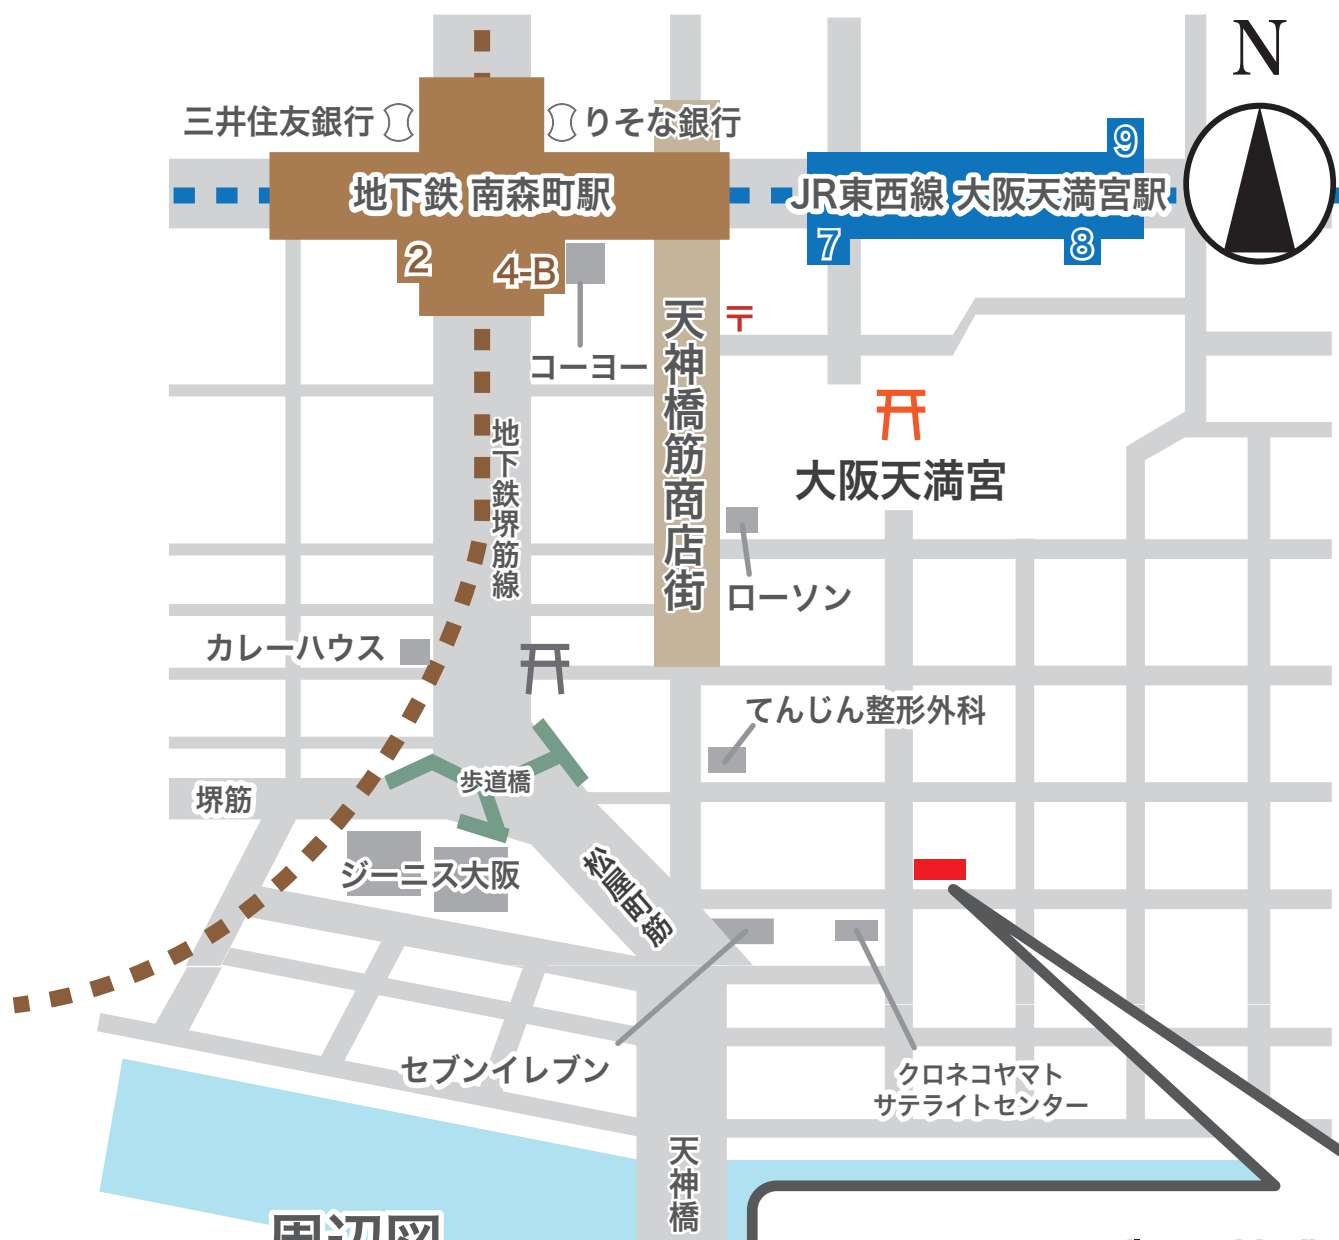 N
三井住友銀行
りそな銀行
9
地下鉄 南森町駅
JR東西線 大阪天満宮駅
2
4-B
7
8
天神橋筋商店街
〒
コーヨー
地下鉄堺筋線
大阪天満宮
ローソン
カレーハウス
てんじん整形外科
歩道橋
堺筋
ジーニス大阪
松屋町筋
セブンイレブン
クロネコヤマト
サテライトセンター
天神橋
周辺図